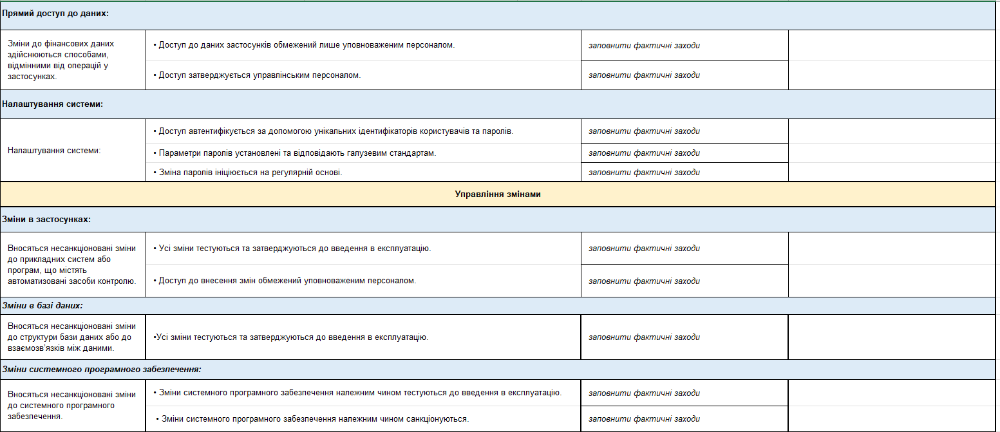 Прямий доступ до даних:
Зміни до фінансових даних
здійснюються способами,
відмінними від операцій у
застосунках.
• Доступ до даних застосунків обмежений лише уповноваженим персоналом.
заповнити фактичні заходи
• Доступ затверджується управлінським персоналом.
заповнити фактичні заходи
Налаштування системи:
Налаштування системи:
• Доступ автентифікується за допомогою унікальних ідентифікаторів користувачів та паролів.
заповнити фактичні заходи
• Параметри паролів установлені та відповідають галузевим стандартам.
заповнити фактичні заходи
• Зміна паролів ініціюється на регулярній основі.
заповнити фактичні заходи
Управління змінами
Зміни в застосунках:
Вносяться несанкціоновані зміни
до прикладних систем або
програм, що містять
автоматизовані засоби контролю.
• Усі зміни тестуються та затверджуються до введення в експлуатацію.
заповнити фактичні заходи
• Доступ до внесення змін обмежений уповноваженим персоналом.
заповнити фактичні заходи
Зміни в базі даних:
Вносяться несанкціоновані зміни
до структури бази даних або до
взаємозв'язків між даними.
•Усі зміни тестуються та затверджуються до введення в експлуатацію.
заповнити фактичні заходи
Зміни системного програмного забезпечення:
Вносяться несанкціоновані зміни
до системного програмного
забезпечення.
• Зміни системного програмного забезпечення належним чином тестуються до введення в експлуатацію.
заповнити фактичні заходи
• Зміни системного програмного забезпечення належним чином санкціонуються.
заповнити фактичні заходи